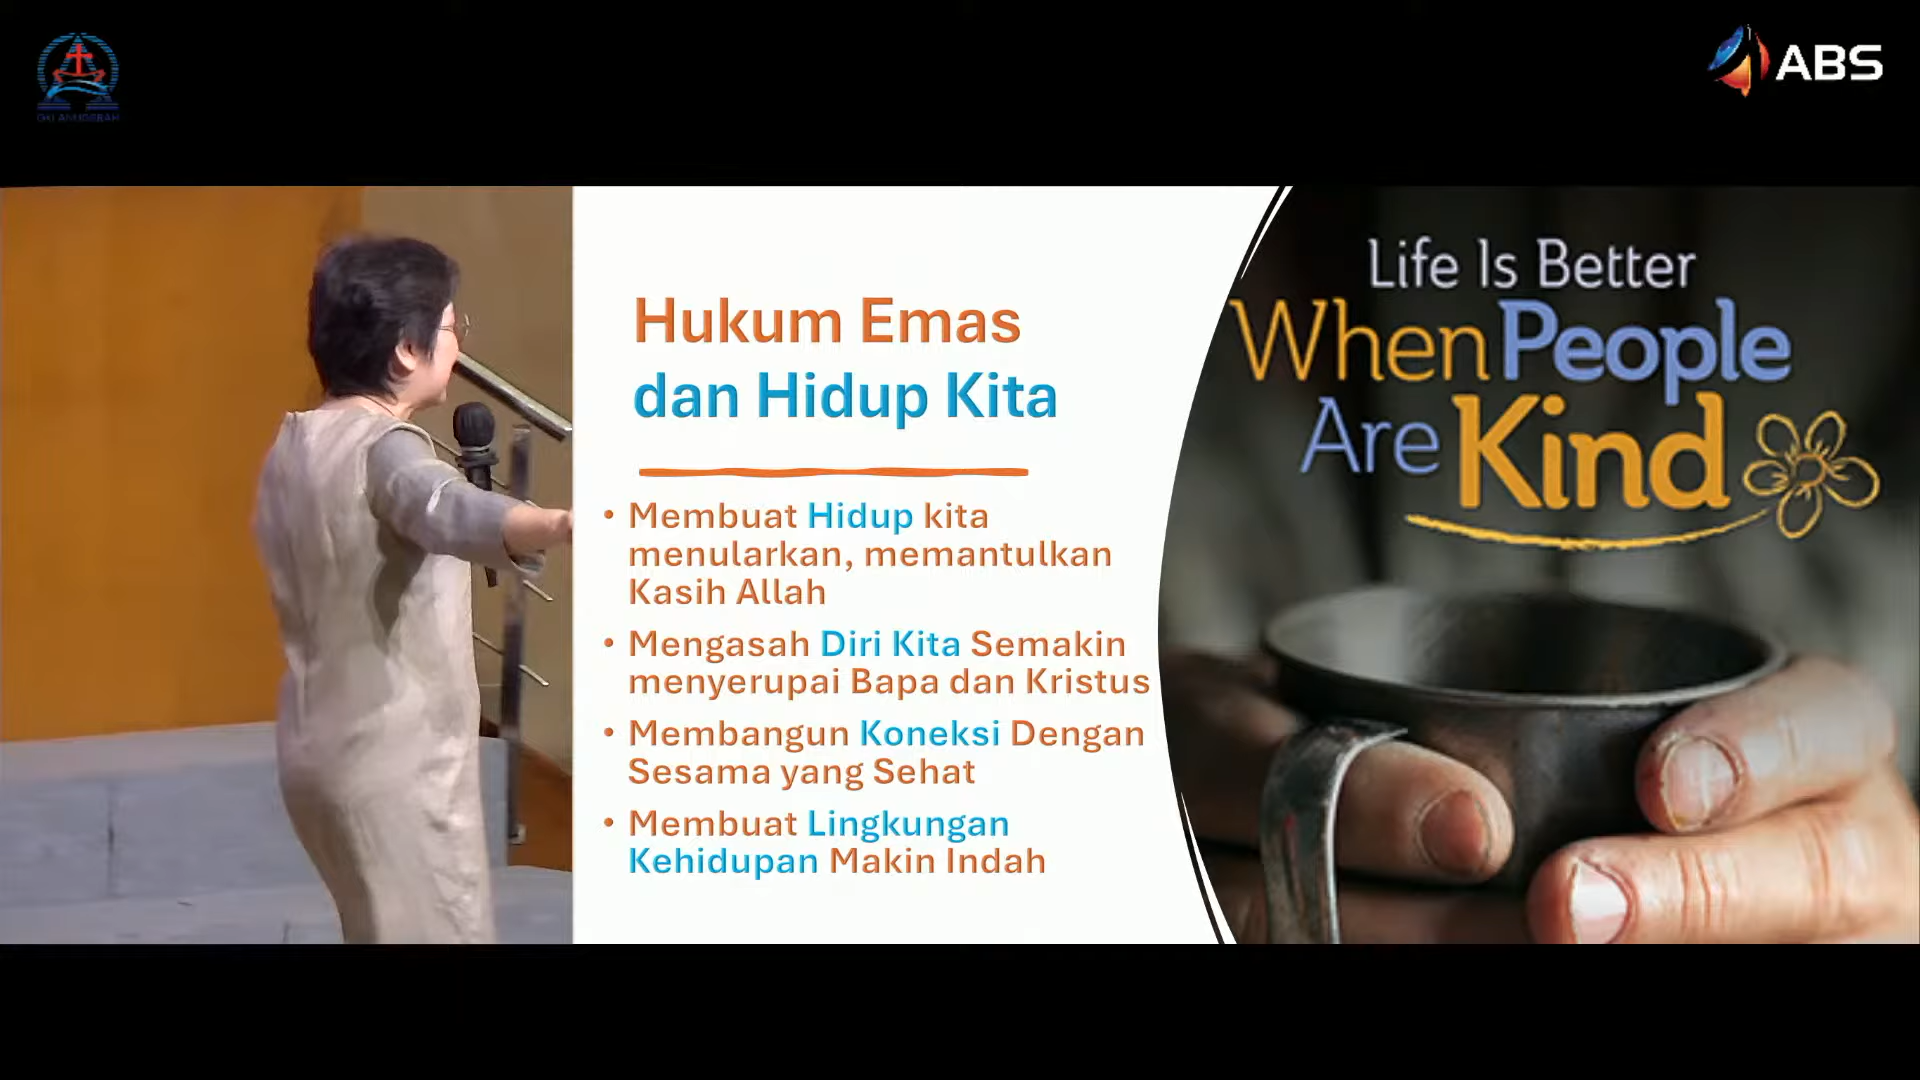 ABS
Hukum Emas
dan Hidup Kita
• Membuat Hidup kita
menularkan, memantulkan
Kasih Allah
• Mengasah Diri Kita Semakin
menyerupai Bapa dan Kristus
• Membangun Koneksi Dengan
Sesama yang Sehat
• Membuat Lingkungan
Kehidupan Makin Indah
Life Is Better
When People
Are Kind